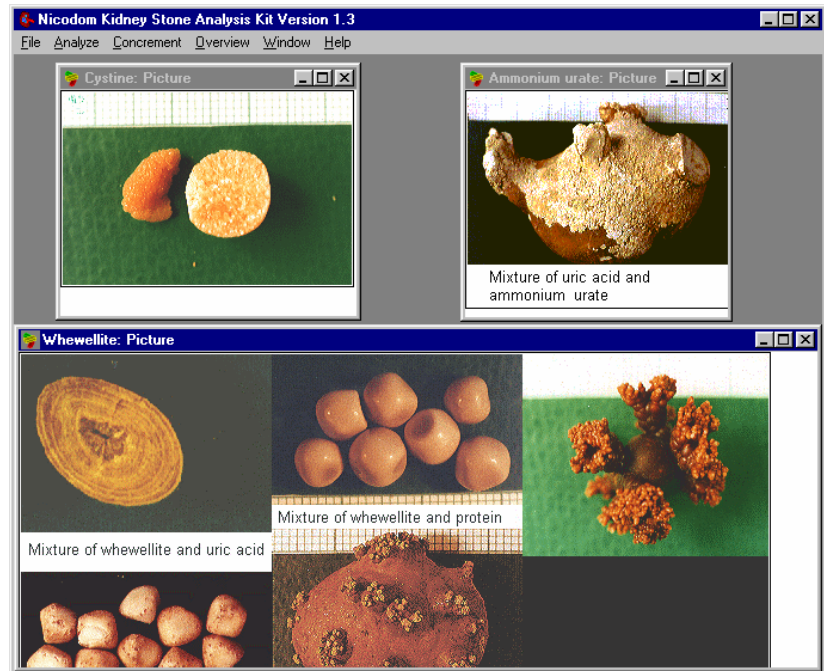 Nicodom Kidney Stone Analysis Kit Version 1.3
File Analyze Concrement Overview Window Help
Cystine: Picture
Ammonium urate: Picture
Mixture of uric acid and
ammonium urate
Whewellite: Picture
Mixture of whewellite and protein
Mixture of whewellite and uric acid